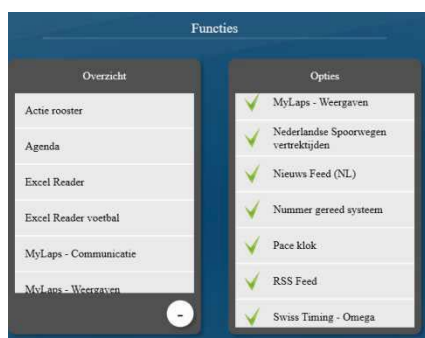 Functies
Overzicht
Actie rooster
Agenda
Excel Reader
Excel Reader voetbal
MyLaps - Communicatie
MyLaps - Weergaven
-
Opties
MyLaps - Weergaven
Nederlandse Spoorwegen
vertrektijden
Nieuws Feed (NL)
Nummer gereed systeem
Pace klok
RSS Feed
Swiss Timing - Omega